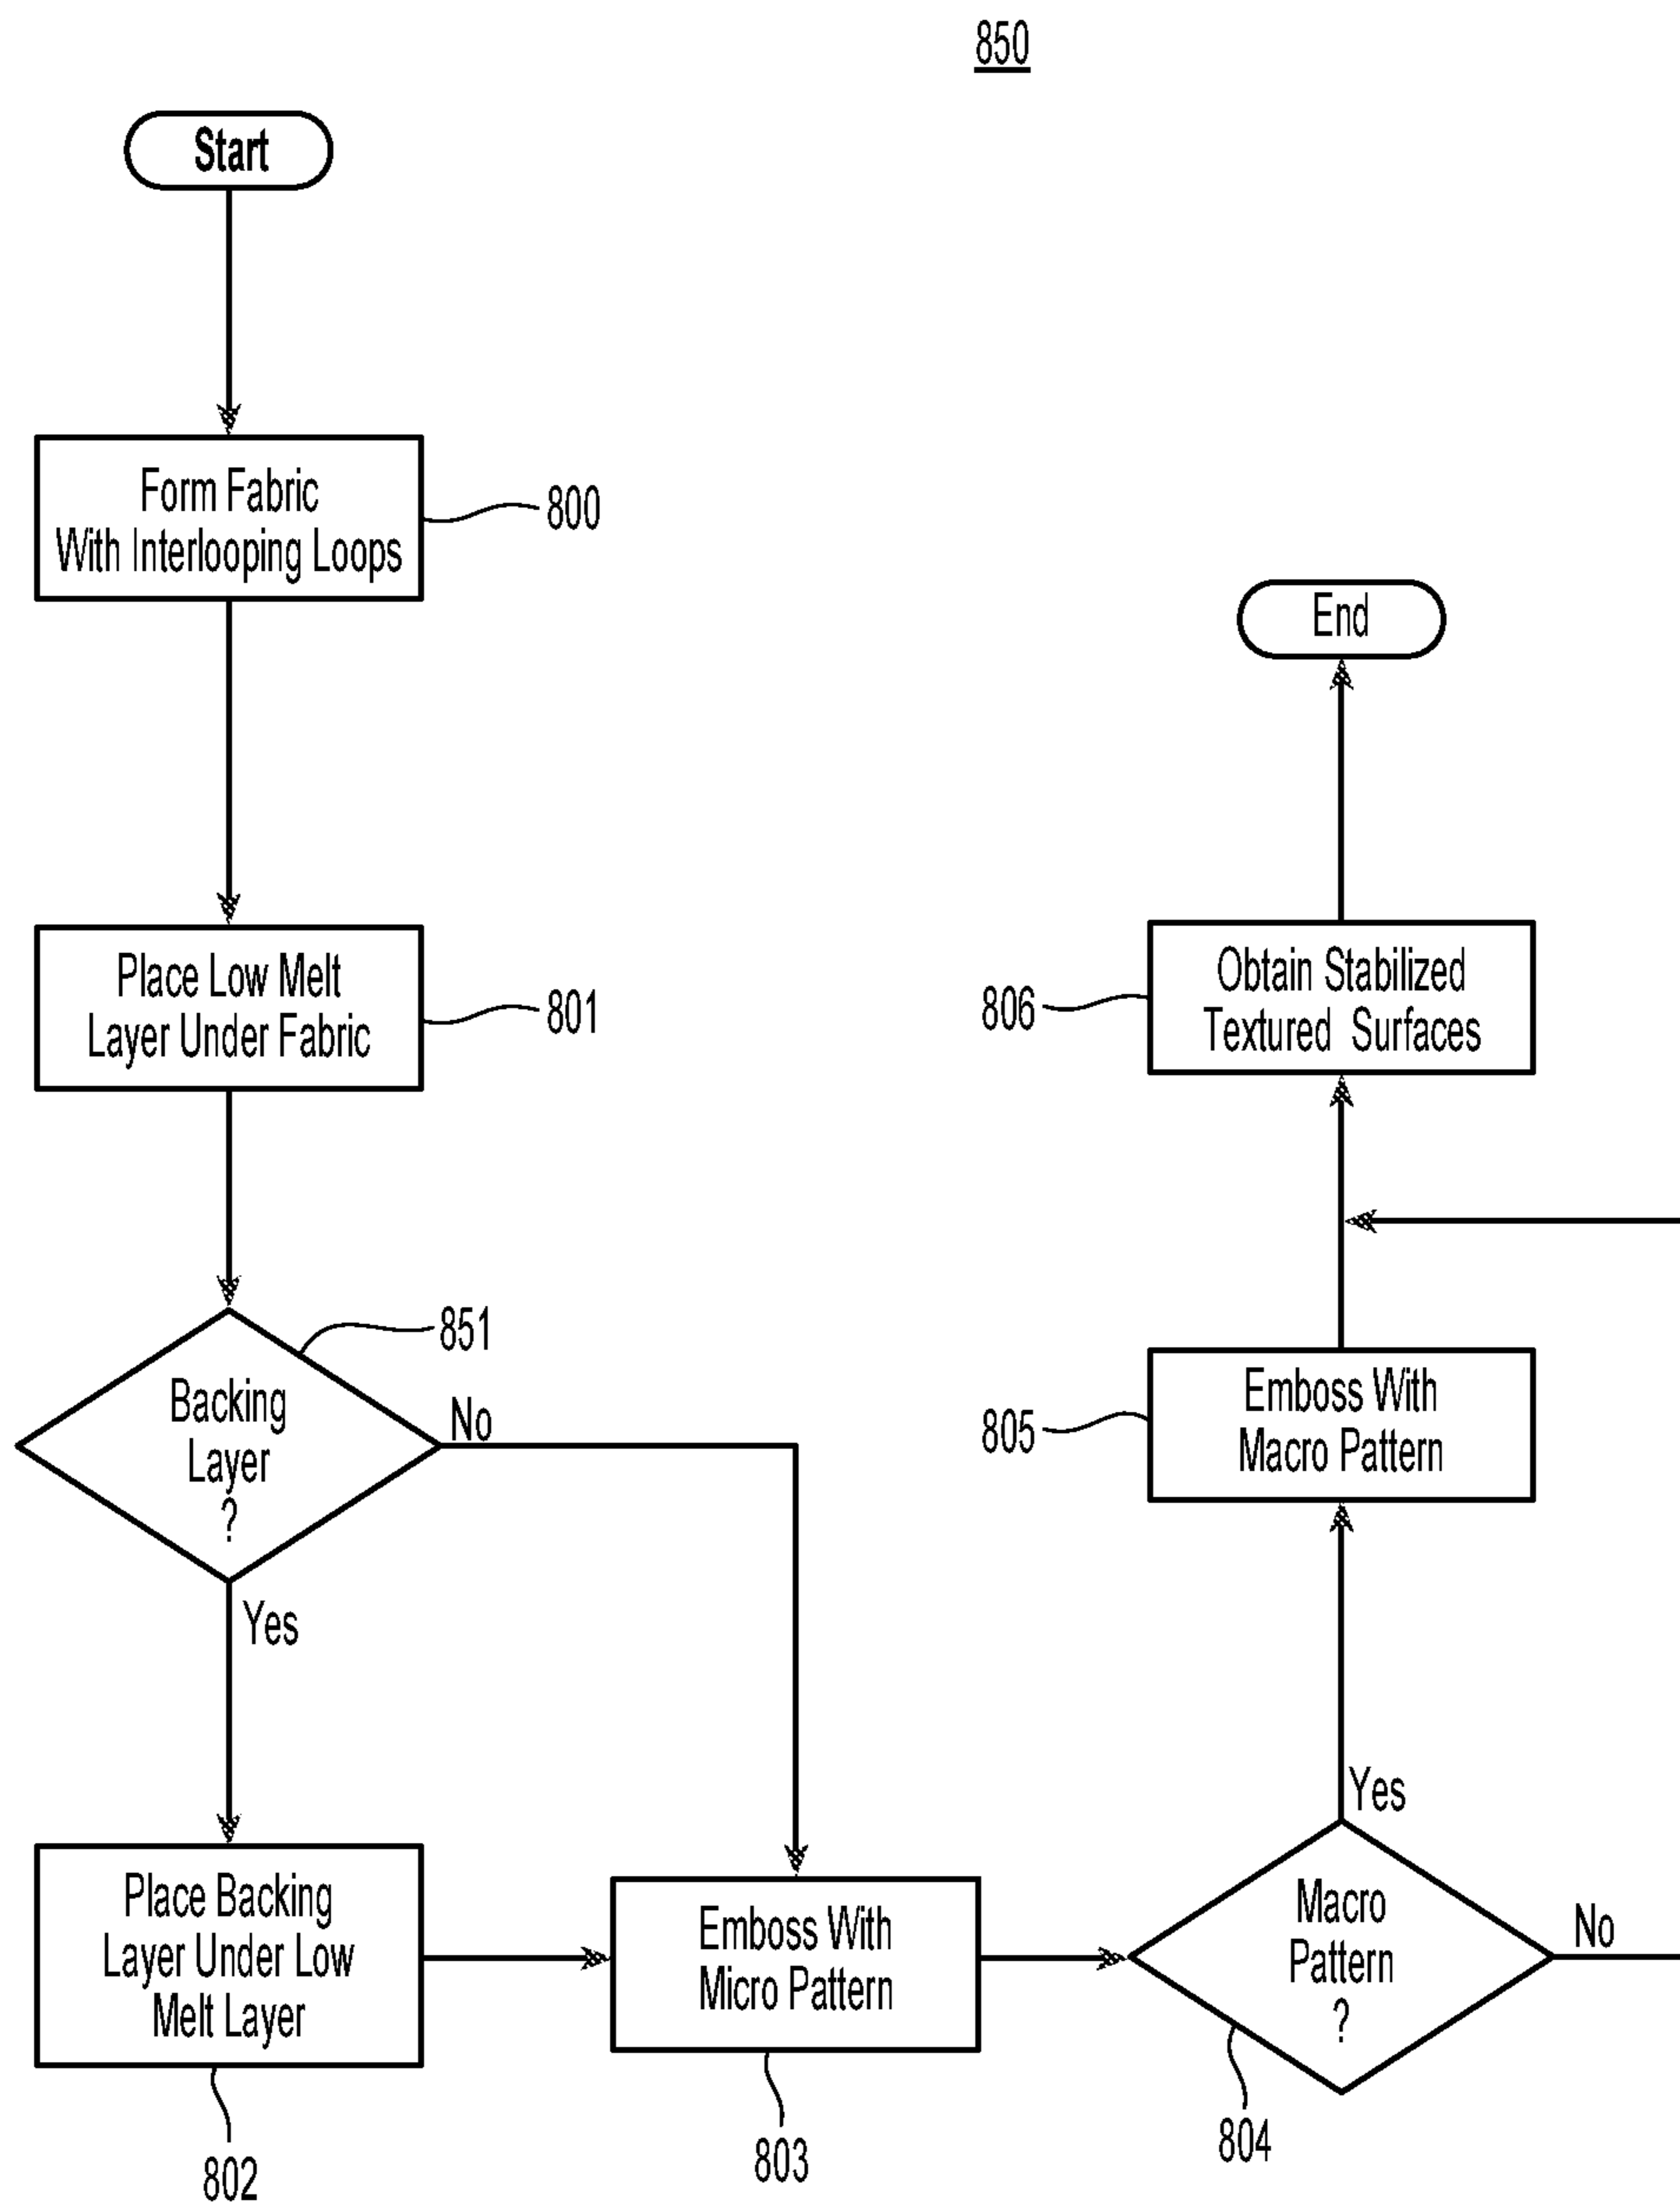 850
Start
Form Fabric
With Interlooping Loops
800
Place Low Melt
Layer Under Fabric
801
851
Backing
Layer
?
No
Yes
Place Backing
Layer Under Low
Melt Layer
802
Emboss With
Micro Pattern
803
Macro
Pattern
?
804
Yes
No
Emboss With
Macro Pattern
805
Obtain Stabilized
Textured Surfaces
806
End